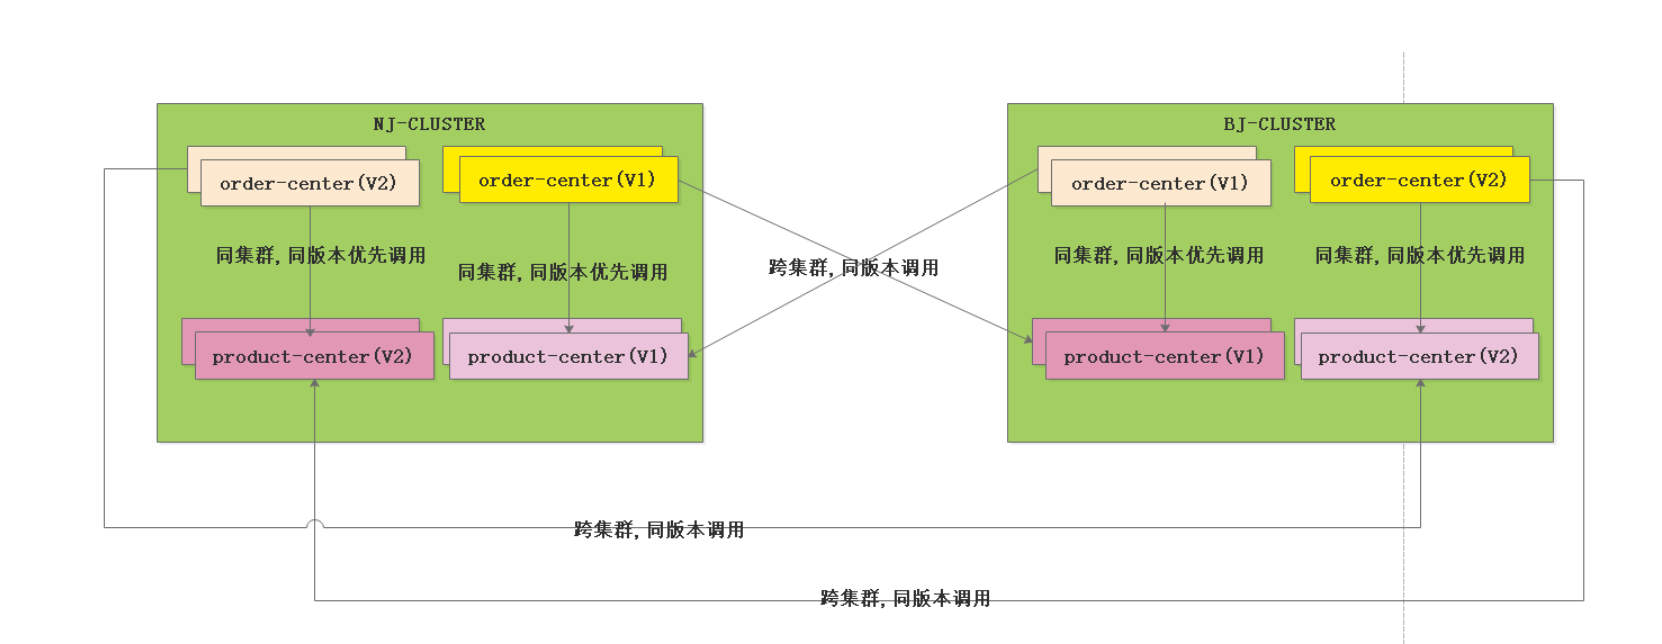 NJ-CLUSTER
order-center(V2)
order-center(V1)
同集群, 同版本优先调用
同集群, 同版本优先调用
product-center(V2)
product-center(V1)
跨集群, 同版本调用
BJ-CLUSTER
order-center(V1)
order-center(V2)
同集群, 同版本优先调用
同集群, 同版本优先调用
product-center(V1)
product-center(V2)
跨集群, 同版本调用
跨集群, 同版本调用